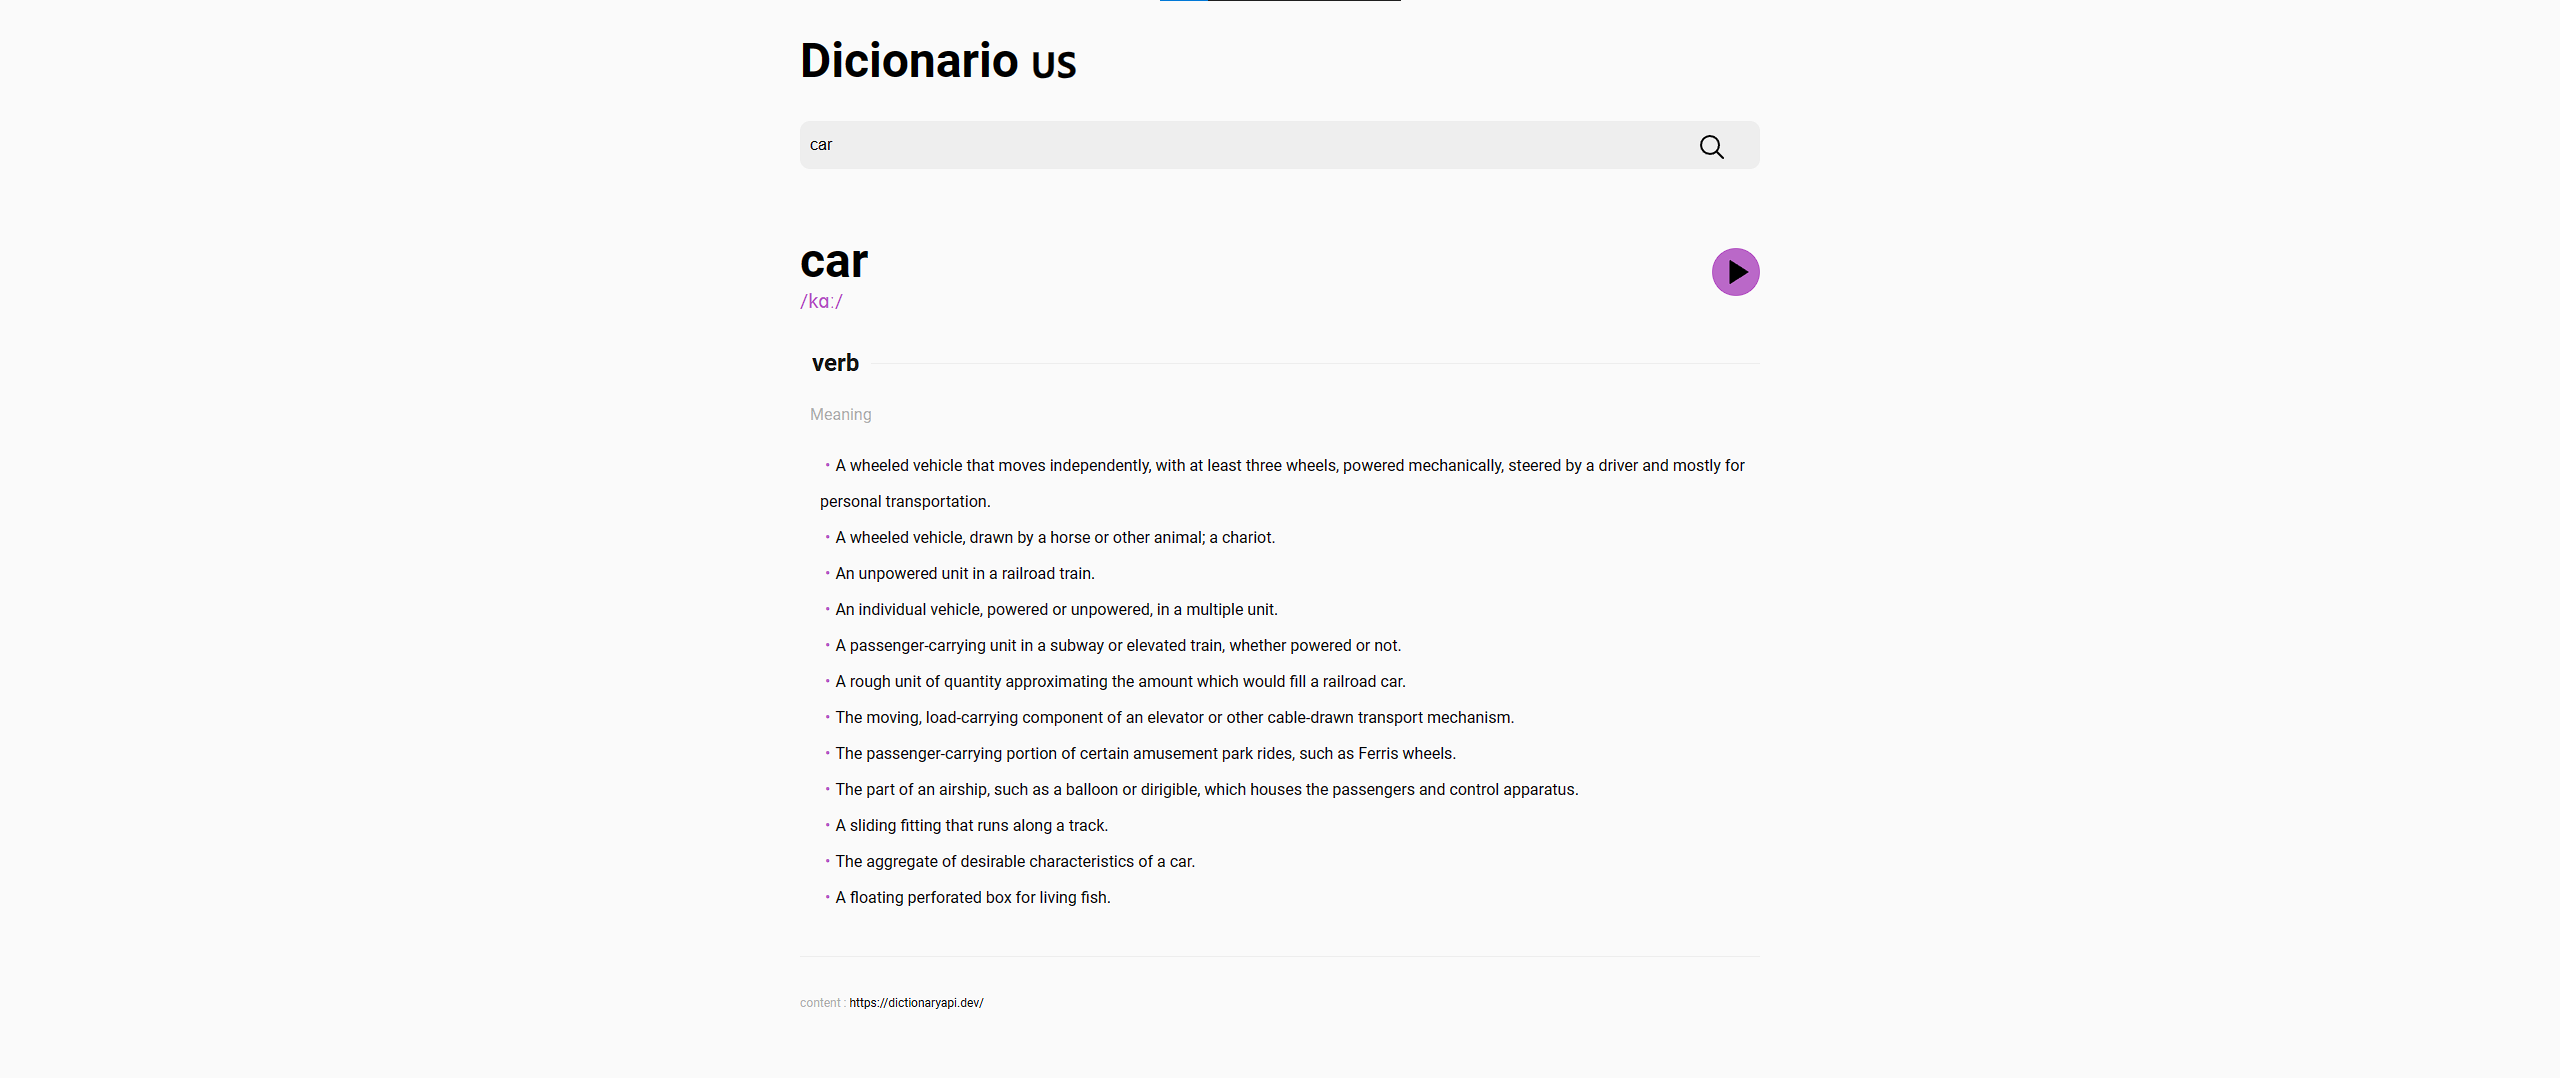 Dicionario US
car
car
/kɑː/
verb
Meaning
• A wheeled vehicle that moves independently, with at least three wheels, powered mechanically, steered by a driver and mostly for
personal transportation.
• A wheeled vehicle, drawn by a horse or other animal; a chariot.
• An unpowered unit in a railroad train.
• An individual vehicle, powered or unpowered, in a multiple unit.
• A passenger-carrying unit in a subway or elevated train, whether powered or not.
• A rough unit of quantity approximating the amount which would fill a railroad car.
• The moving, load-carrying component of an elevator or other cable-drawn transport mechanism.
• The passenger-carrying portion of certain amusement park rides, such as Ferris wheels.
• The part of an airship, such as a balloon or dirigible, which houses the passengers and control apparatus.
• A sliding fitting that runs along a track.
• The aggregate of desirable characteristics of a car.
• A floating perforated box for living fish.
content : https://dictionaryapi.dev/